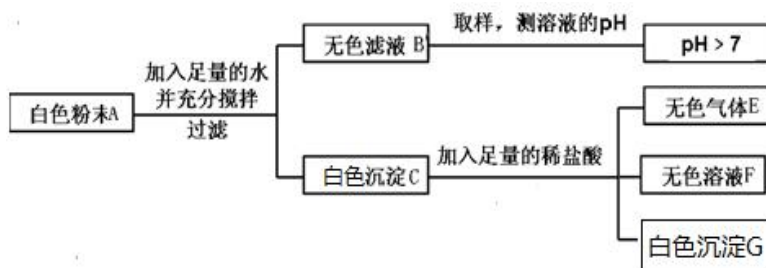 无色滤液 B
取样，测溶液的pH
pH > 7
加入足量的水
并充分搅拌
白色粉末A
过滤
无色气体E
白色沉淀C
加入足量的稀盐酸
无色溶液F
白色沉淀G